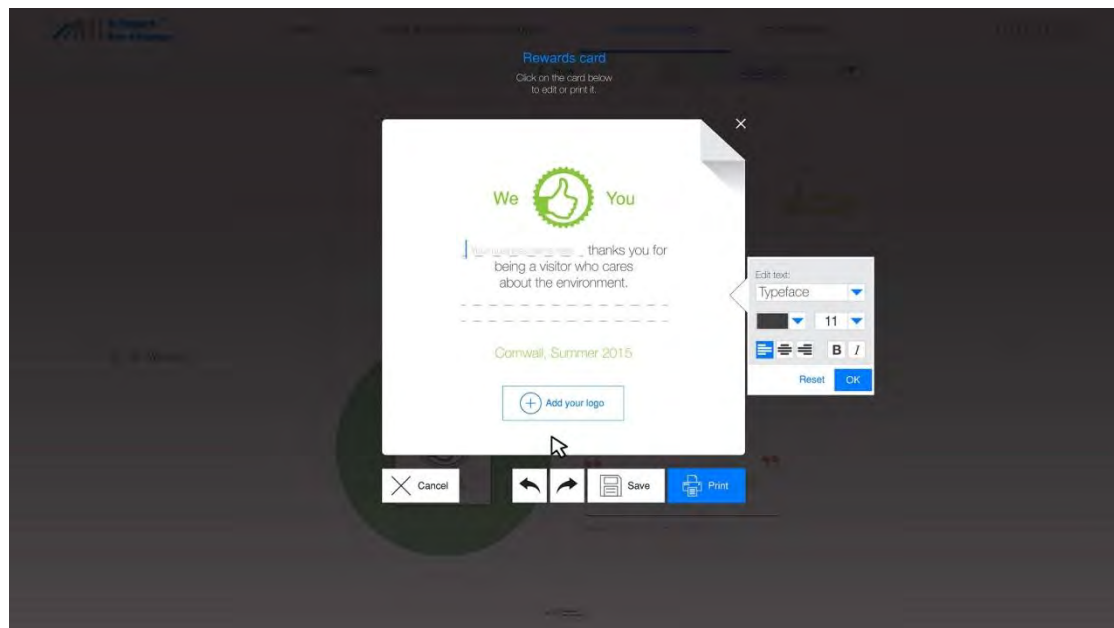 Rewards card
Click on the card below
to edit or print it.
We You
thanks you for
being a visitor who cares
about the environment.
Cornwall, Summer 2015
Add your logo
Edit text:
Typeface
11
B I
Reset OK
Cancel
Save
Print